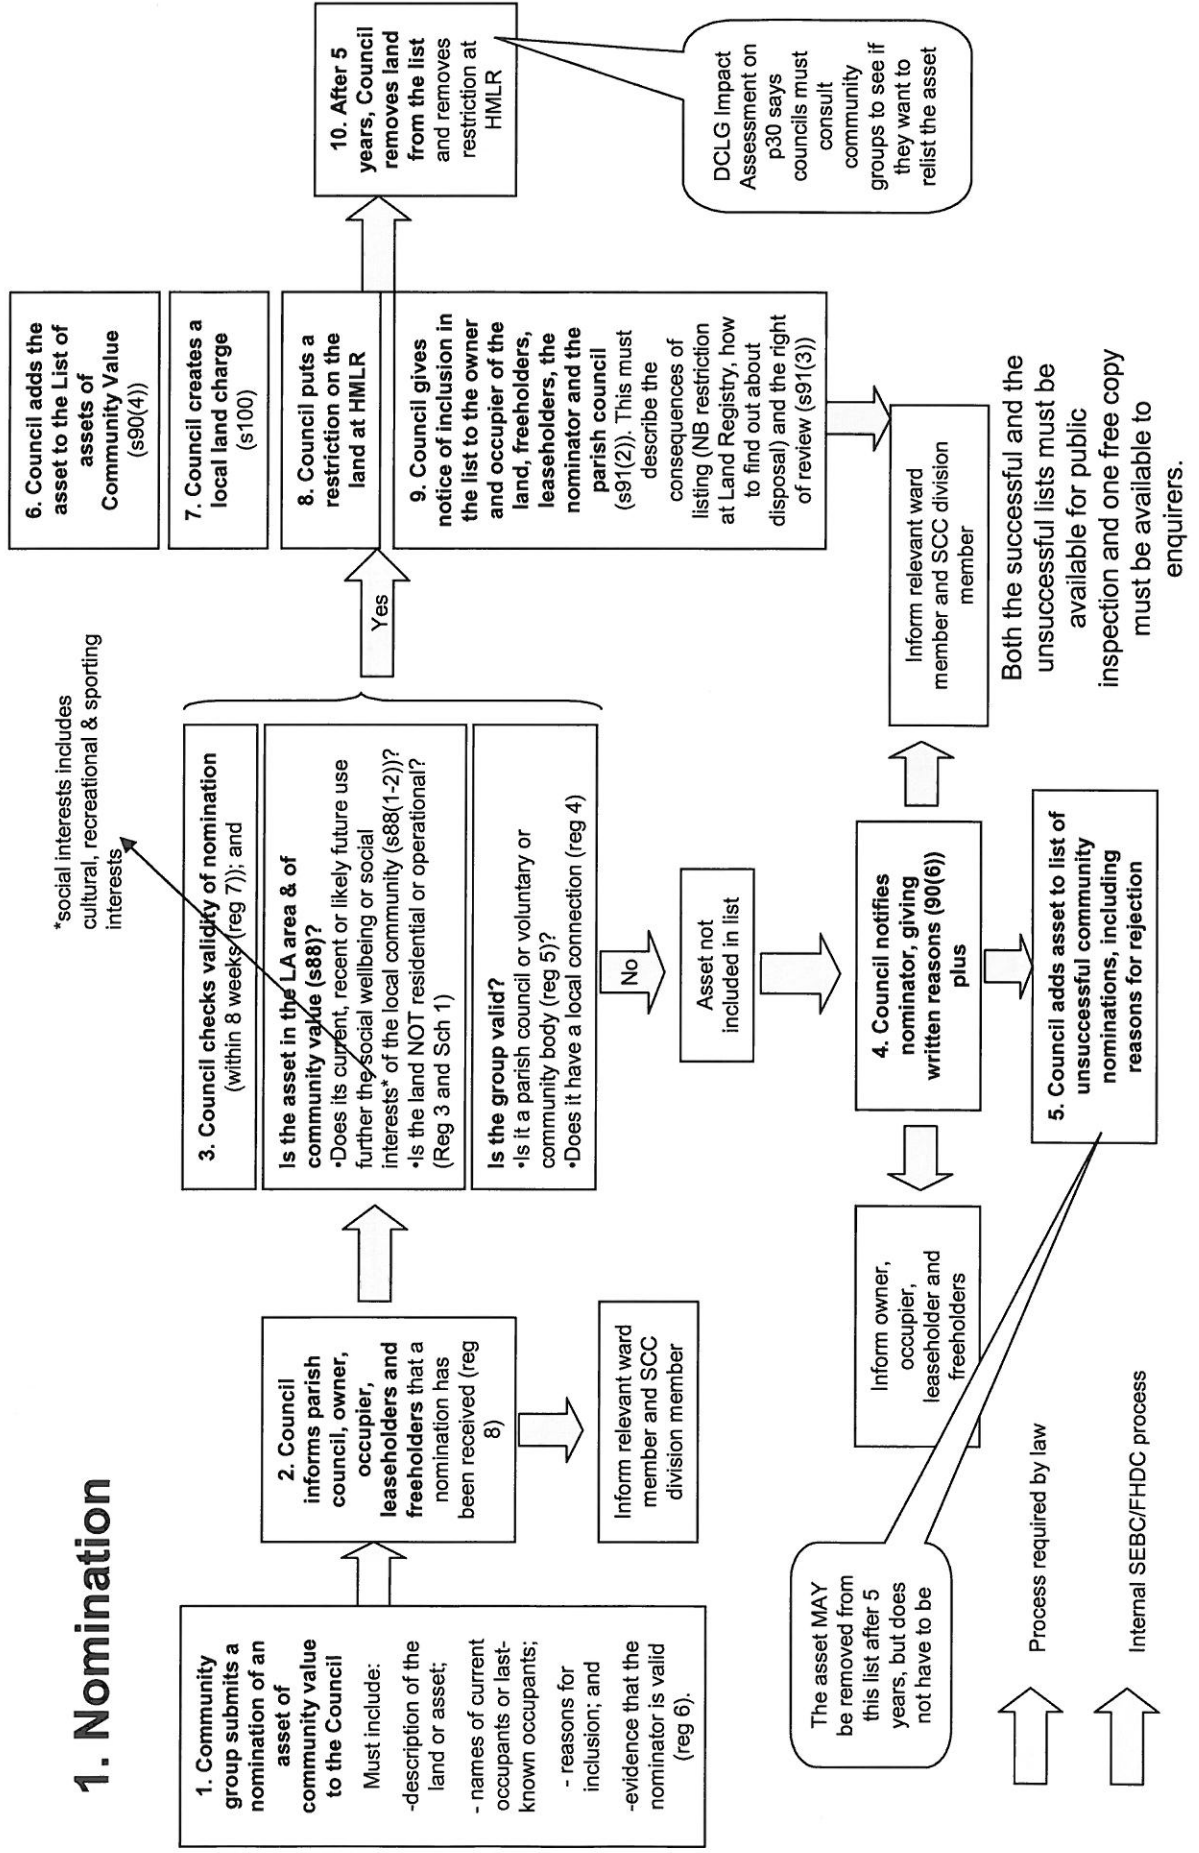 1. Nomination
1. Community
group submits a
nomination of an
asset of
community value
to the Council
Must include:
-description of the
land or asset;
- names of current
occupants or last-
known occupants;
- reasons for
inclusion; and
-evidence that the
nominator is valid
(reg 6).
2. Council
informs parish
council, owner,
occupier,
leaseholders and
freeholders that a
nomination has
been received (reg
8)
Inform relevant ward
member and SCC
division member
*social interests includes
cultural, recreational & sporting
interests
3. Council checks validity of nomination
(within 8 weeks (reg 7)); and
Is the asset in the LA area & of
community value (s88)?
•Does its current, recent or likely future use
further the social wellbeing or social
interests* of the local community (s88(1-2))?
•Is the land NOT residential or operational?
(Reg 3 and Sch 1)
Is the group valid?
•Is it a parish council or voluntary or
community body (reg 5)?
•Does it have a local connection (reg 4)
Yes
No
Asset not
included in list
4. Council notifies
nominator, giving
written reasons (90(6))
plus
Inform owner,
occupier,
leaseholder and
freeholders
Inform relevant ward
member and SCC division
member
5. Council adds asset to list of
unsuccessful community
nominations, including
reasons for rejection
The asset MAY
be removed from
this list after 5
years, but does
not have to be
6. Council adds the
asset to the List of
assets of
Community Value
(s90(4))
7. Council creates a
local land charge
(s100)
8. Council puts a
restriction on the
land at HMLR
9. Council gives
notice of inclusion in
the list to the owner
and occupier of the
land, freeholders,
leaseholders, the
nominator and the
parish council
(s91(2)). This must
describe the
consequences of
listing (NB restriction
at Land Registry, how
to find out about
disposal) and the right
of review (s91(3))
10. After 5
years, Council
removes land
from the list
and removes
restriction at
HMLR
DCLG Impact
Assessment on
p30 says
councils must
consult
community
groups to see if
they want to
relist the asset
Both the successful and the
unsuccessful lists must be
available for public
inspection and one free copy
must be available to
enquirers.
Process required by law
Internal SEBC/FHDC process